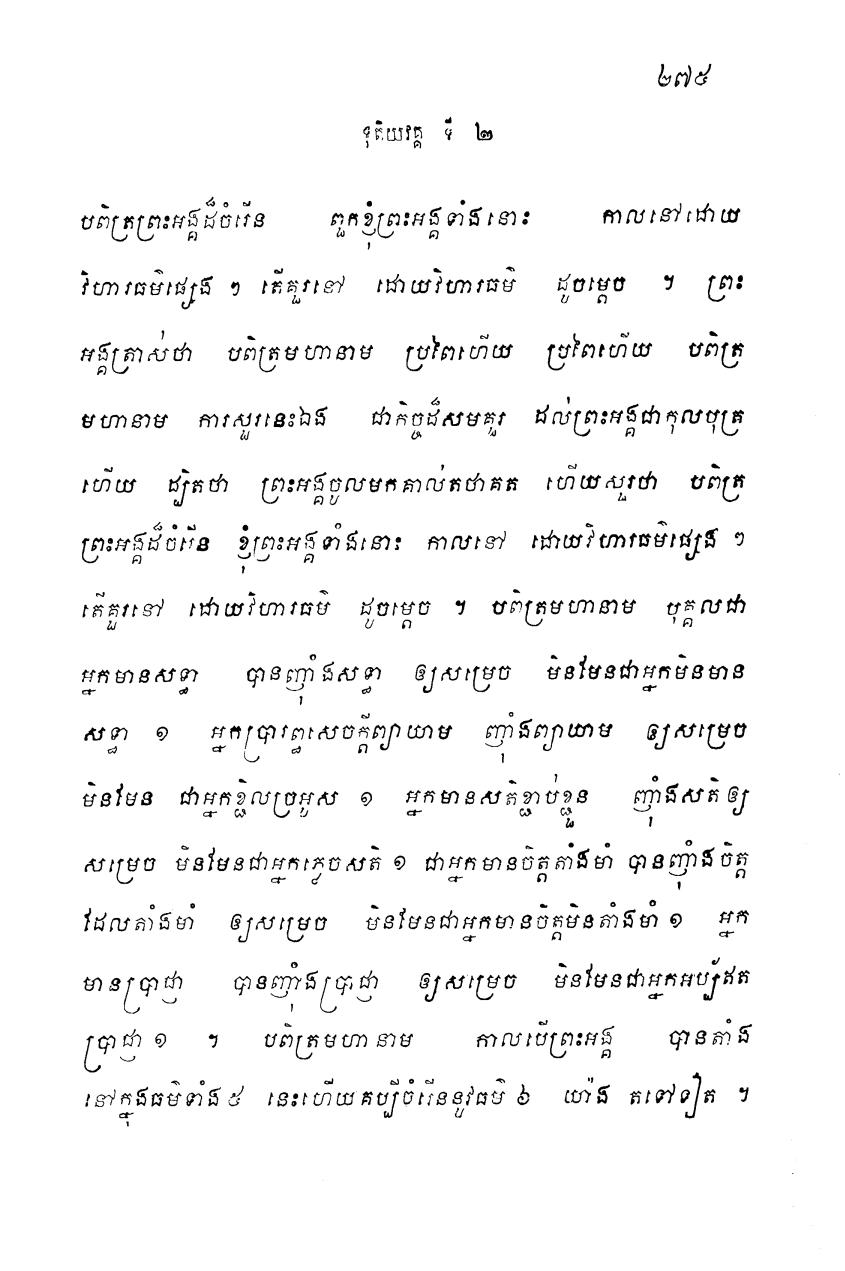 ២៧៥
ទុតិយវគ្គ ទី ២
បពិត្រព្រះអង្គដ៏ចំរើន ពួកខ្ញុំព្រះអង្គទាំងនោះ កាលនៅដោយ
វិហារធម៌ផ្សេង ៗ តើគួរនៅ ដោយវិហារធម៌ ដូចម្តេច ។ ព្រះ
អង្គត្រាស់ថា បពិត្រមហានាម ប្រពៃហើយ ប្រពៃហើយ បពិត្រ
មហានាម ការសួរនេះឯង ជាកិច្ចដ៏សមគួរ ដល់ព្រះអង្គជាកុលបុត្រ
ហើយ ដ្បិតថា ព្រះអង្គចូលមកគាល់តថាគត ហើយសួរថា បពិត្រ
ព្រះអង្គដ៏ចំរើន ខ្ញុំព្រះអង្គទាំងនោះ កាលនៅ ដោយវិហារធម៌ផ្សេង ៗ
តើគួរនៅ ដោយវិហារធម៌ ដូចម្តេច ។ បពិត្រមហានាម បុគ្គលជា
អ្នកមានសទ្ធា បានញ៉ាំងសទ្ធា ឲ្យសម្រេច មិនមែនជាអ្នកមិនមាន
សទ្ធា ១ អ្នកប្រារព្ធសេចក្តីព្យាយាម ញ៉ាំងព្យាយាម ឲ្យសម្រេច
មិនមែន ជាអ្នកខ្ជិលច្រអូស ១ អ្នកមានសតិខ្ជាប់ខ្ជួន ញ៉ាំងសតិឲ្យ
សម្រេច មិនមែនជាអ្នកភ្លេចសតិ ១ ជាអ្នកមានចិត្តតាំងមាំ បានញ៉ាំងចិត្ត
ដែលតាំងមាំ ឲ្យសម្រេច មិនមែនជាអ្នកមានចិត្តមិនតាំងមាំ ១ អ្នក
មានប្រាជ្ញា បានញ៉ាំងប្រាជ្ញា ឲ្យសម្រេច មិនមែនជាអ្នកអប្ប័ឥត
ប្រាជ្ញា ១ ។ បពិត្រមហានាម កាលបើព្រះអង្គ បានតាំង
នៅក្នុងធម៌ទាំង ៥ នេះហើយគប្បីចំរើននូវធម៌ ៦ យ៉ាង តទៅទៀត ។